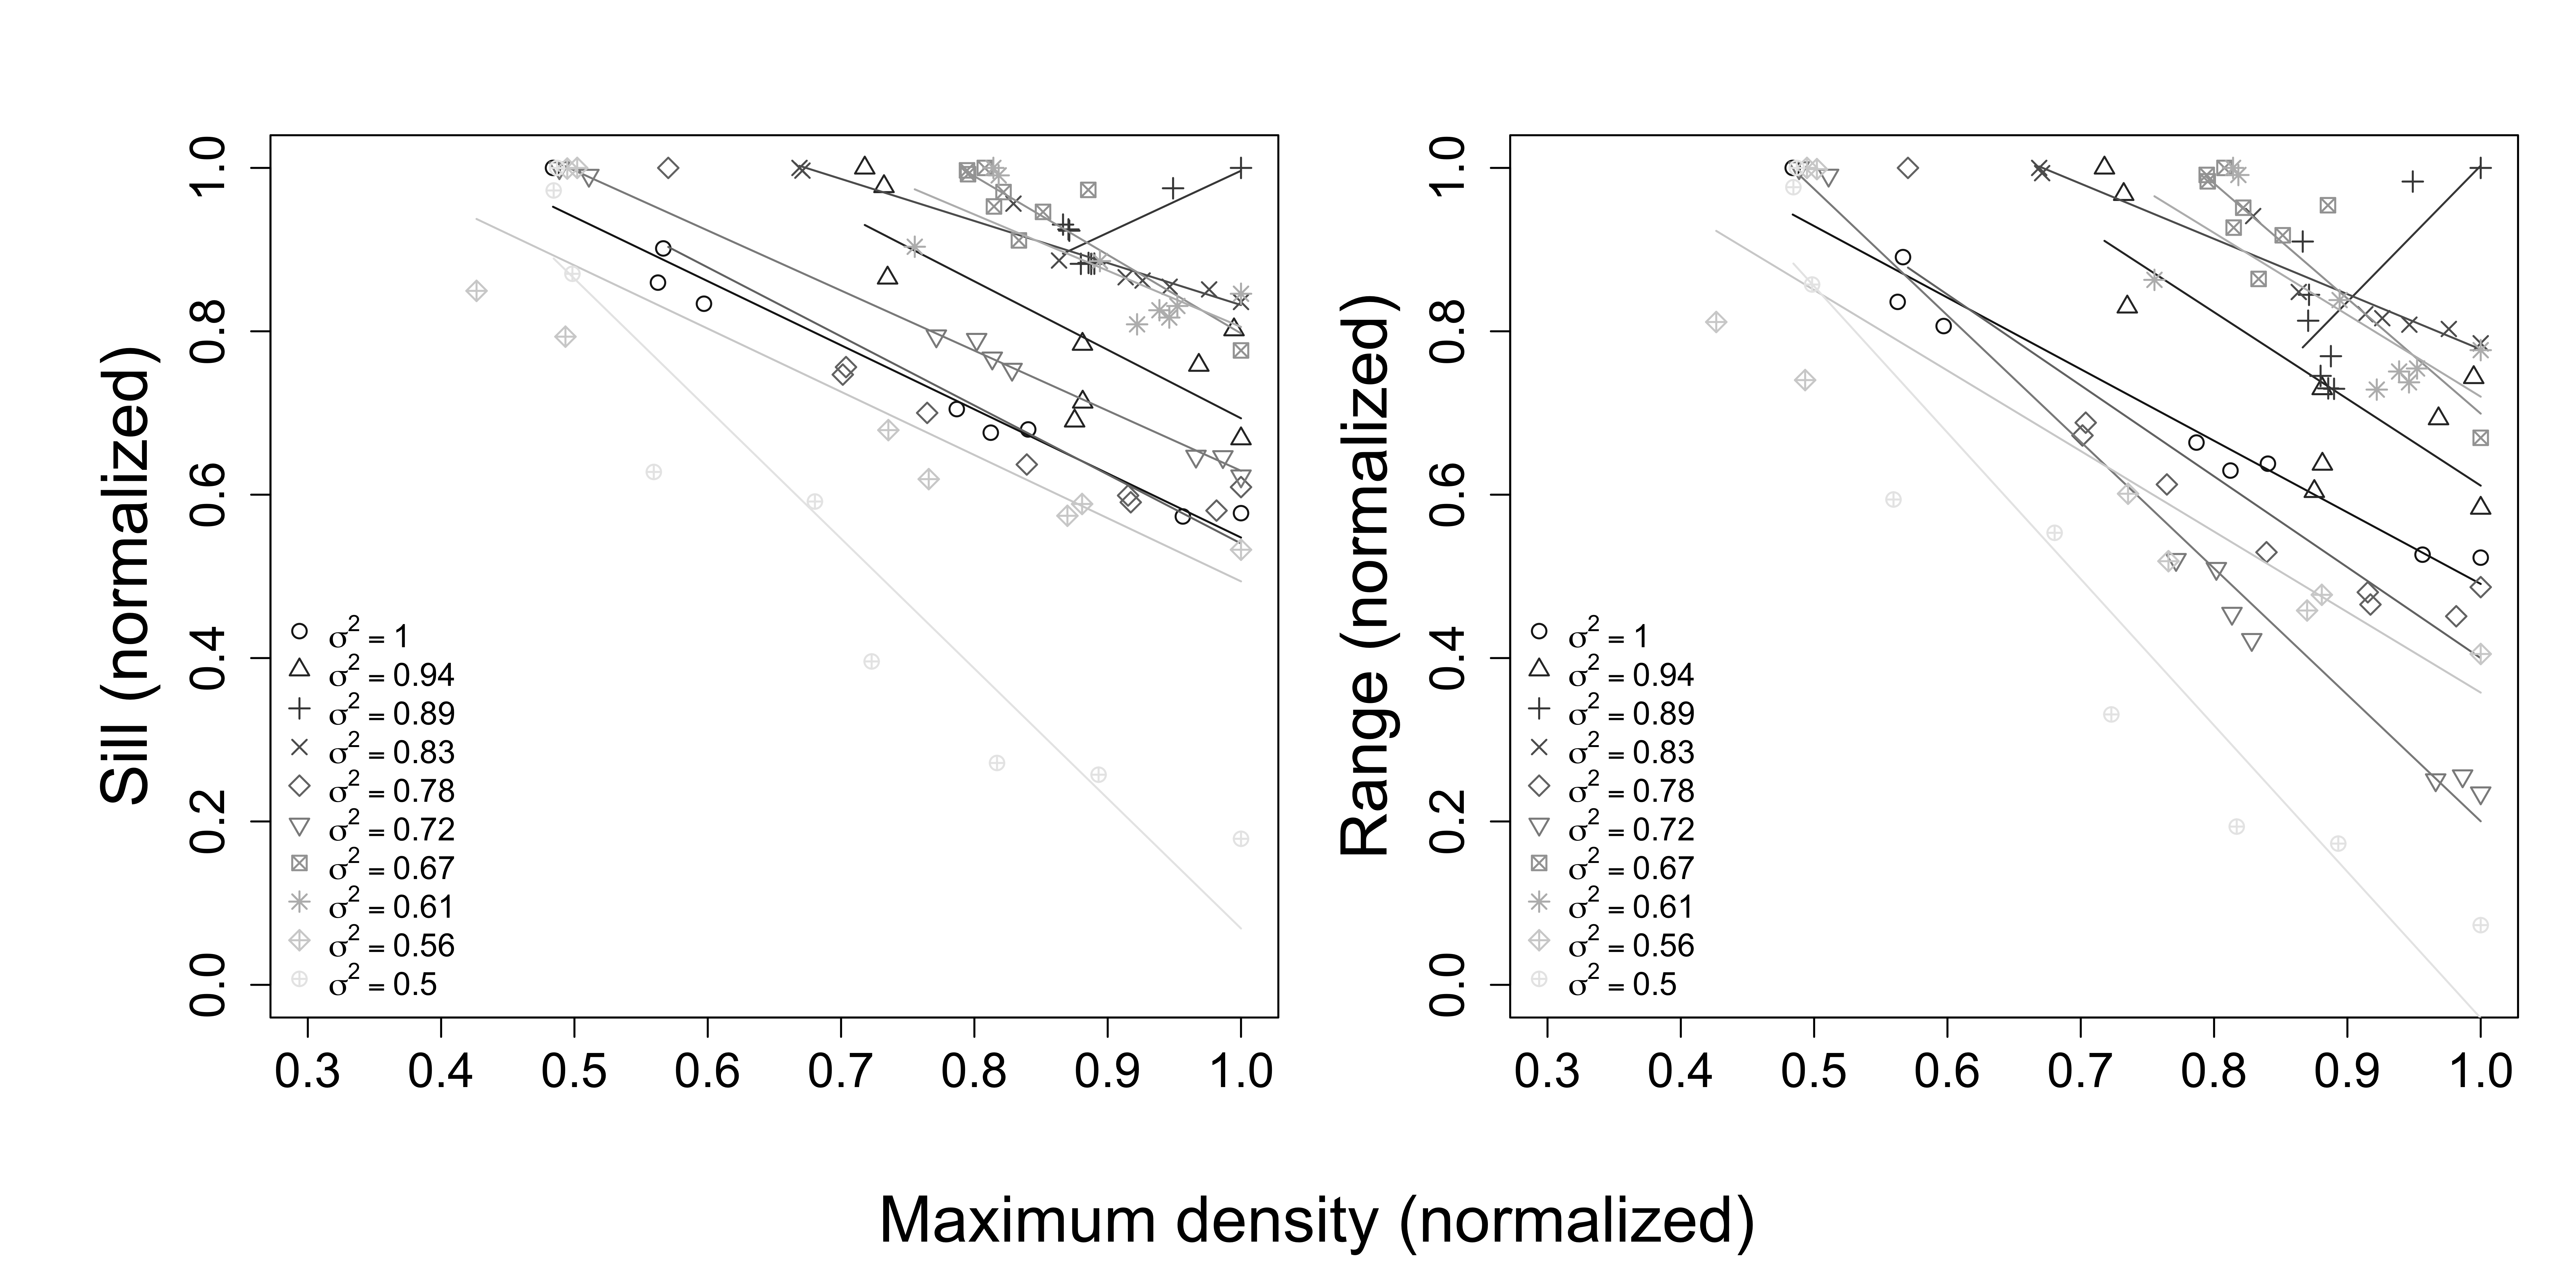 Sill (normalized)
0.0 0.2 0.4 0.6 0.8 1.0
σ² = 1
σ² = 0.94
σ² = 0.89
σ² = 0.83
σ² = 0.78
σ² = 0.72
σ² = 0.67
σ² = 0.61
σ² = 0.56
σ² = 0.5
0.3 0.4 0.5 0.6 0.7 0.8 0.9 1.0
Range (normalized)
0.0 0.2 0.4 0.6 0.8 1.0
σ² = 1
σ² = 0.94
σ² = 0.89
σ² = 0.83
σ² = 0.78
σ² = 0.72
σ² = 0.67
σ² = 0.61
σ² = 0.56
σ² = 0.5
0.3 0.4 0.5 0.6 0.7 0.8 0.9 1.0
Maximum density (normalized)